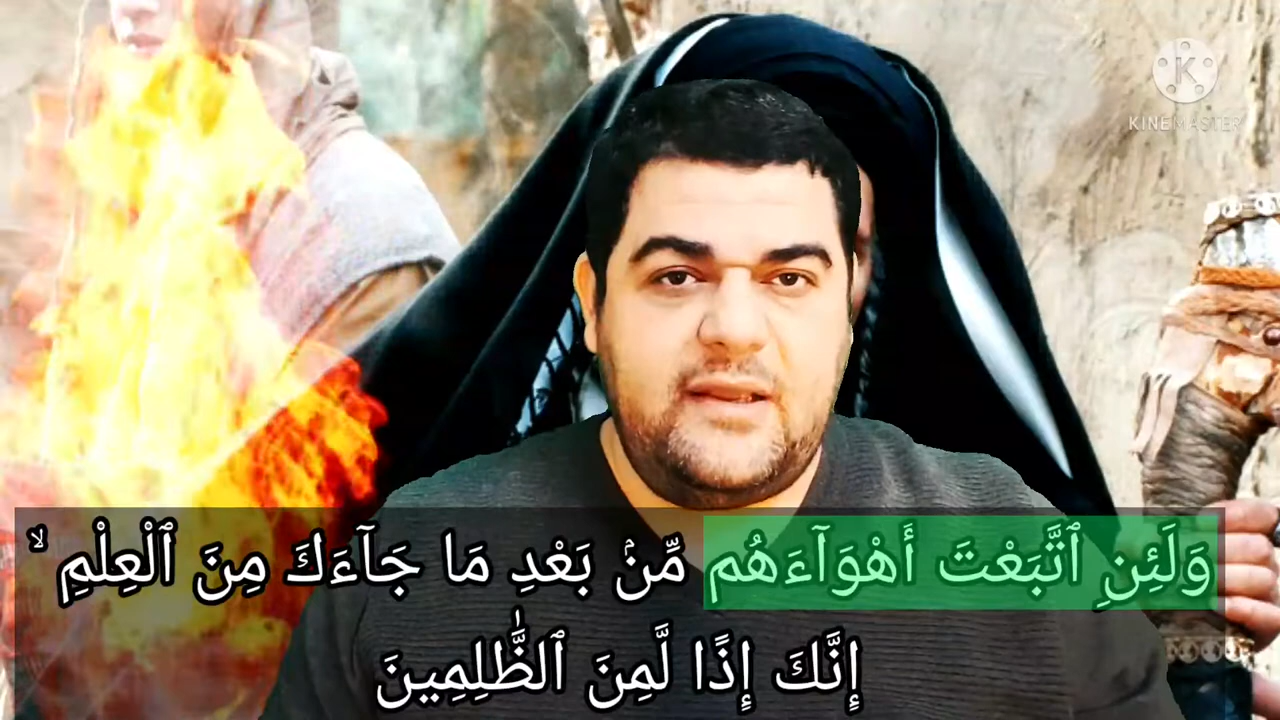 KINEMASTER
وَلَئِنِ ٱتَّبَعْتَ أَهْوَآءَهُم مِّنۢ بَعْدِ مَا جَآءَكَ مِنَ ٱلْعِلْمِ ۙ
إِنَّكَ إِذًا لَّمِنَ ٱلظَّٰلِمِينَ